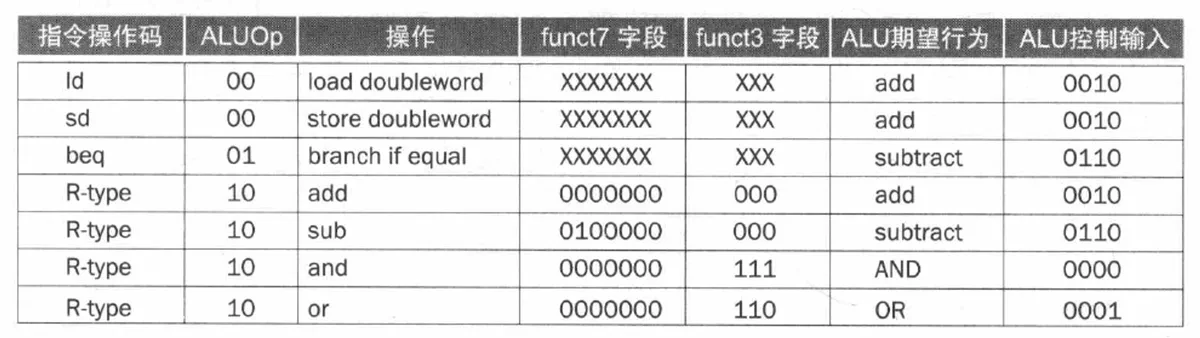 指令操作码 ALUOp 操作 funct7 字段 funct3 字段 ALU期望行为 ALU控制输入
ld 00 load doubleword XXXXXXX XXX add 0010
sd 00 store doubleword XXXXXXX XXX add 0010
beq 01 branch if equal XXXXXXX XXX subtract 0110
R-type 10 add 0000000 000 add 0010
R-type 10 sub 0100000 000 subtract 0110
R-type 10 and 0000000 111 AND 0000
R-type 10 or 0000000 110 OR 0001